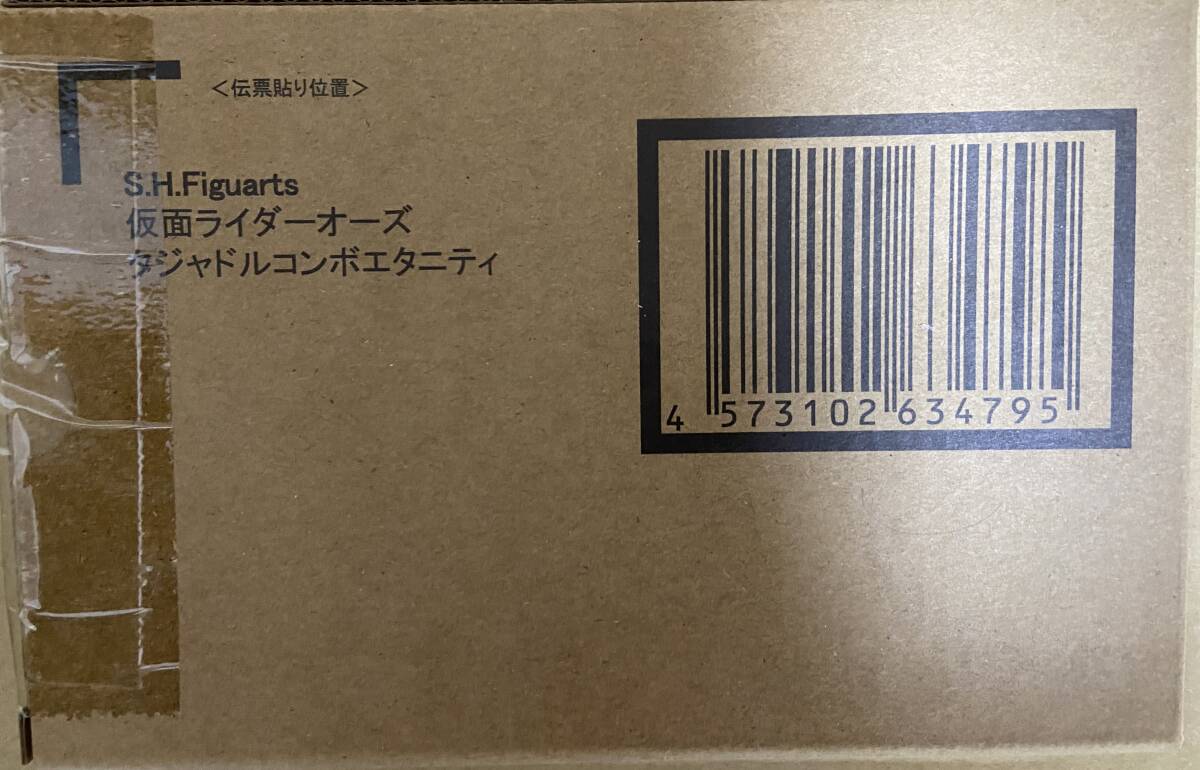 ＜伝票貼り位置＞
S.H.Figuarts
仮面ライダーオーズ
タジャドルコンボエタニティ
4 573102 634795